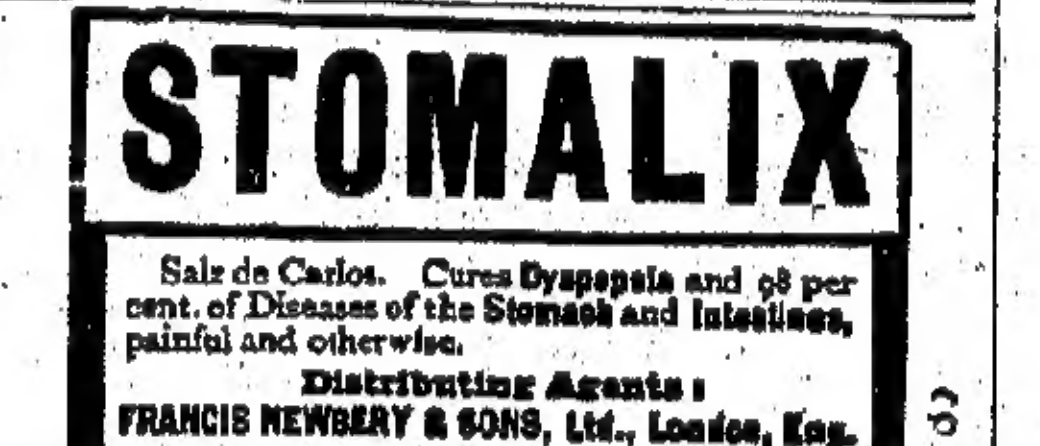 STOMALIX
Saiz de Carlos. Cures Dyspepsia and 98 per
cent. of Diseases of the Stomach and Intestines,
painful and otherwise.
Distributing Agents:
FRANCIS NEWBERY & SONS, Ltd., London, Eng.